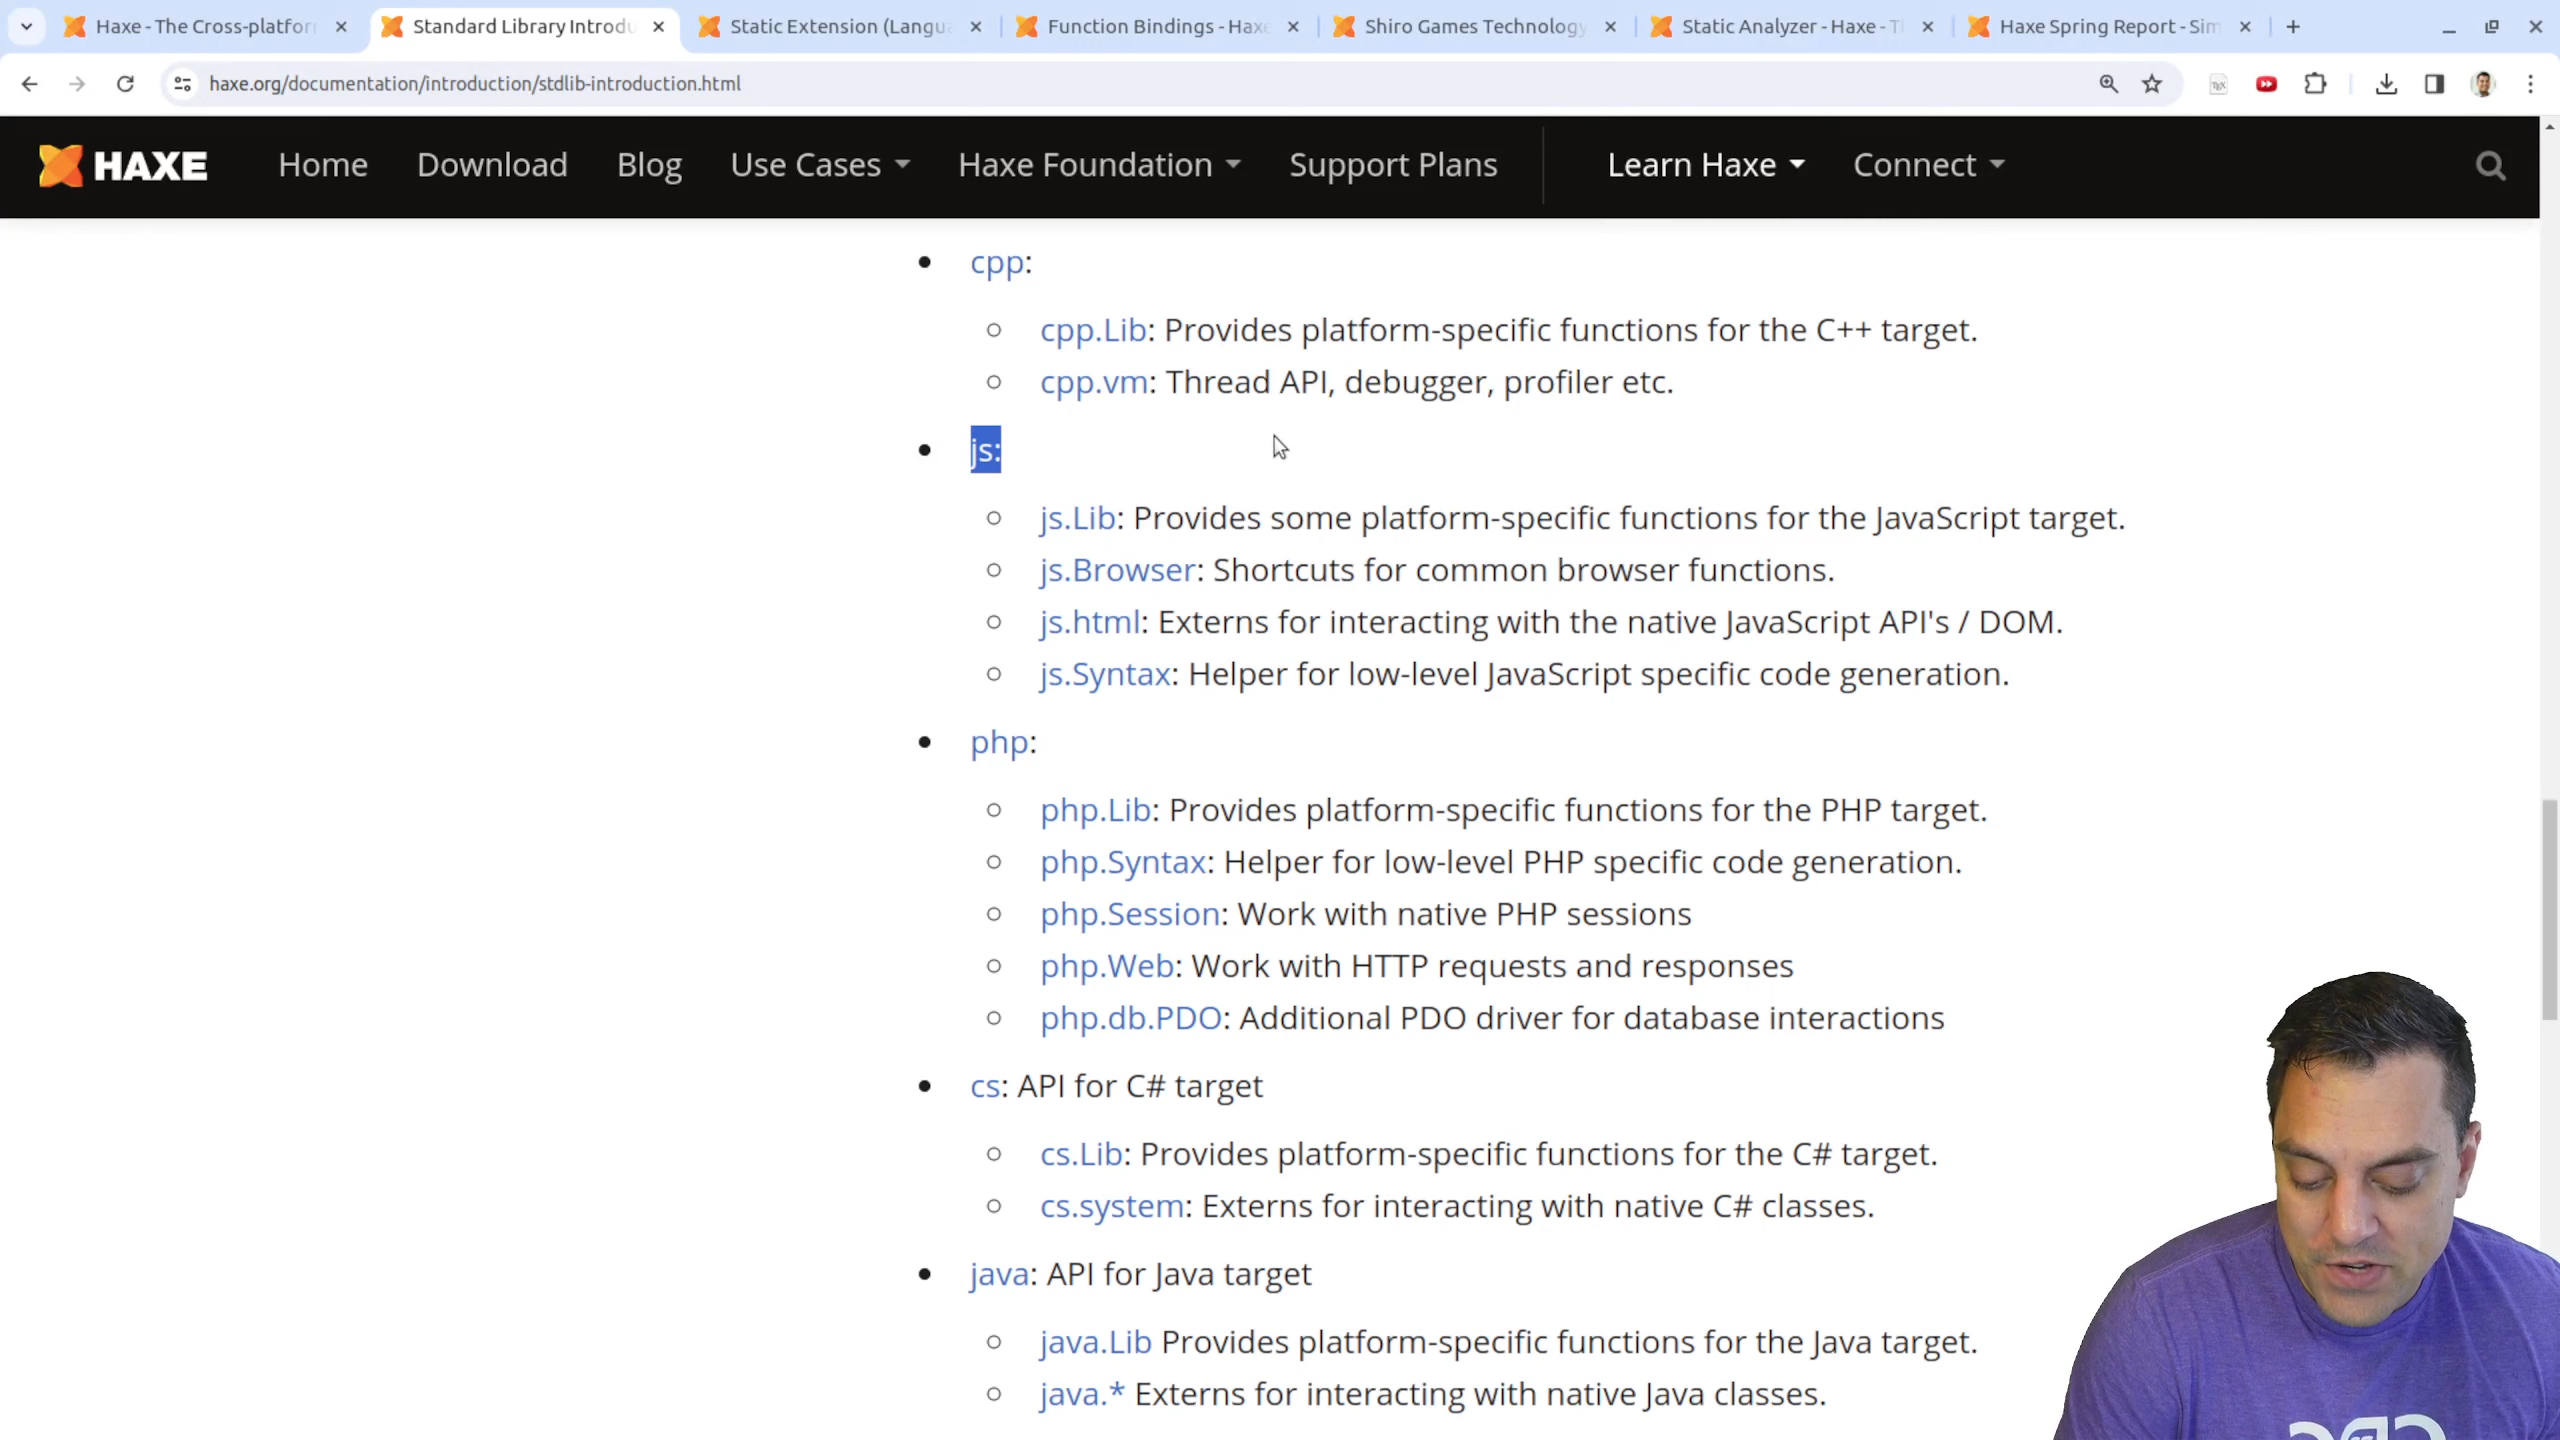 Haxe - The Cross-platfor
Standard Library Introdu
Static Extension (Langua
Function Bindings - Haxe
Shiro Games Technology
Static Analyzer - Haxe - T
Haxe Spring Report - Sim
haxe.org/documentation/introduction/stdlib-introduction.html
HAXE
Home
Download
Blog
Use Cases
Haxe Foundation
Support Plans
Learn Haxe
Connect
cpp:
cpp.Lib: Provides platform-specific functions for the C++ target.
cpp.vm: Thread API, debugger, profiler etc.
js:
js.Lib: Provides some platform-specific functions for the JavaScript target.
js.Browser: Shortcuts for common browser functions.
js.html: Externs for interacting with the native JavaScript API's / DOM.
js.Syntax: Helper for low-level JavaScript specific code generation.
php:
php.Lib: Provides platform-specific functions for the PHP target.
php.Syntax: Helper for low-level PHP specific code generation.
php.Session: Work with native PHP sessions
php.Web: Work with HTTP requests and responses
php.db.PDO: Additional PDO driver for database interactions
cs: API for C# target
cs.Lib: Provides platform-specific functions for the C# target.
cs.system: Externs for interacting with native C# classes.
java: API for Java target
java.Lib Provides platform-specific functions for the Java target.
java.* Externs for interacting with native Java classes.